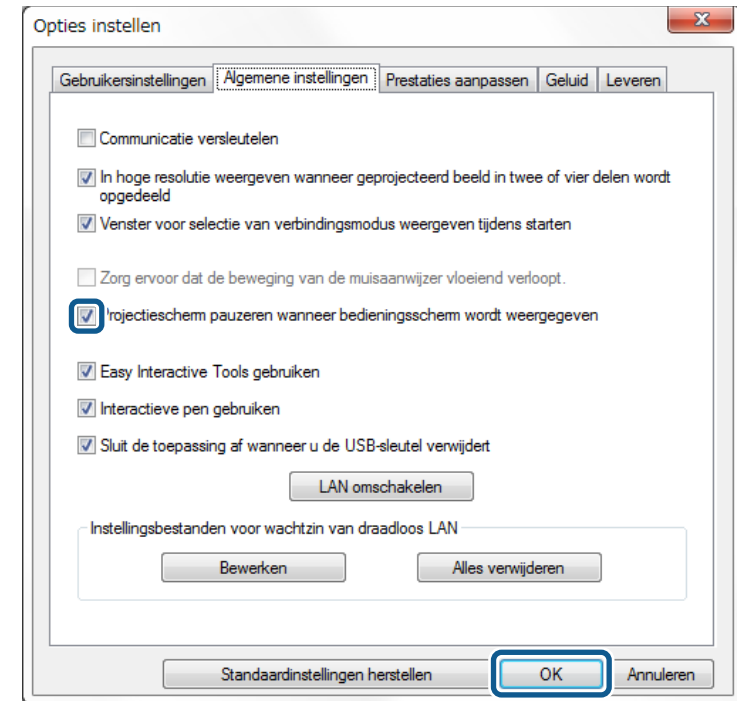 Opties instellen
Gebruikersinstellingen Algemene instellingen Prestaties aanpassen Geluid Leveren
Communicatie versleutelen
In hoge resolutie weergeven wanneer geprojecteerd beeld in twee of vier delen wordt
opgedeeld
Venster voor selectie van verbindingsmodus weergeven tijdens starten
Zorg ervoor dat de beweging van de muisaanwijzer vloeiend verloopt.
Projectiescherm pauzeren wanneer bedieningsscherm wordt weergegeven
Easy Interactive Tools gebruiken
Interactieve pen gebruiken
Sluit de toepassing af wanneer u de USB-sleutel verwijdert
LAN omschakelen
Instellingsbestanden voor wachtzin van draadloos LAN
Bewerken Alles verwijderen
Standaardinstellingen herstellen OK Annuleren